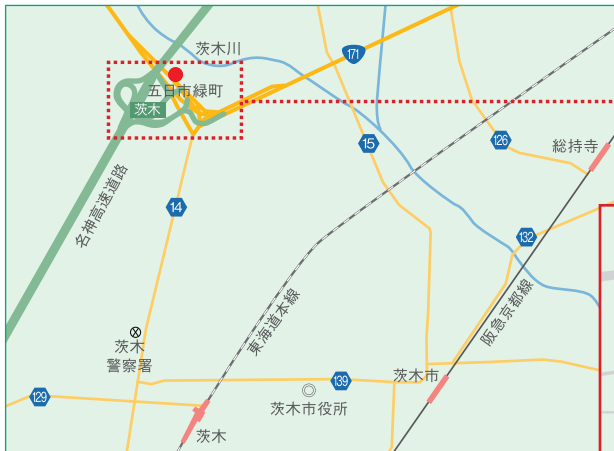 茨木川
171
五日市緑町
茨木
15
126
総持寺
名神高速道路
14
132
東海道本線
阪急京都線
茨木
警察署
139
茨木市
129
茨木市役所
茨木